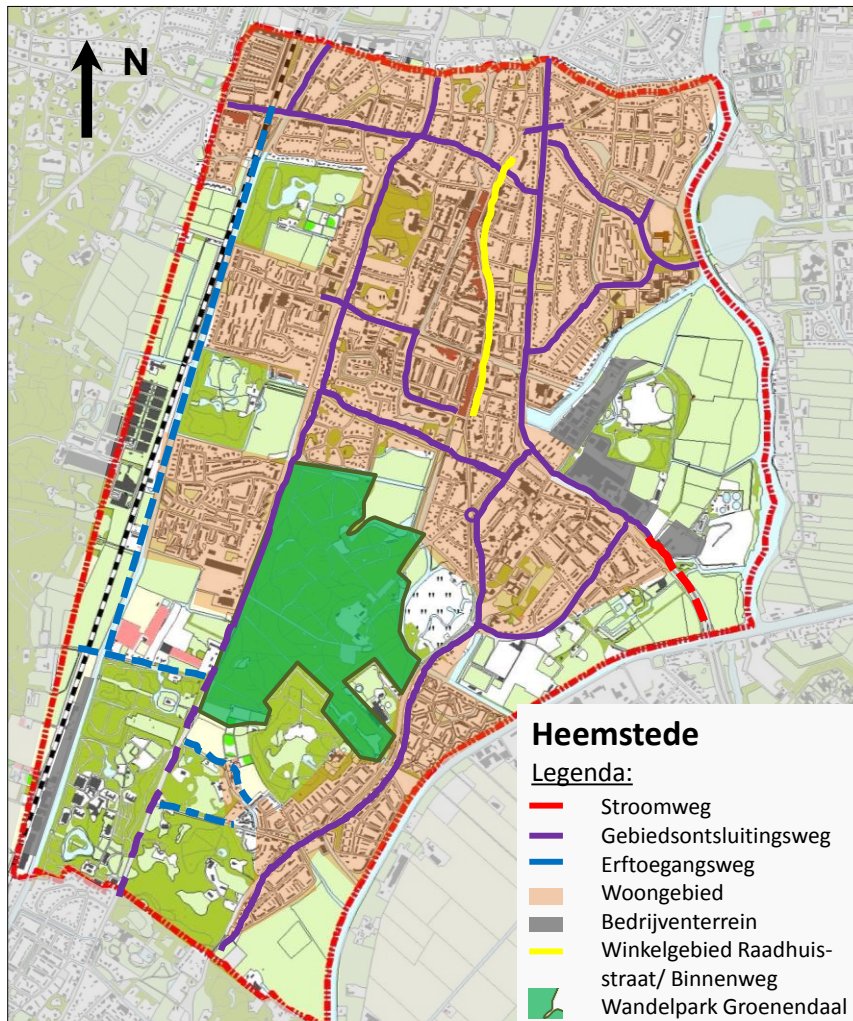 N
Heemstede
Legenda:
Stroomweg
Gebiedsontsluitingsweg
Erftoegangsweg
Woongebied
Bedrijventerrein
Winkelgebied Raadhuis-
straat/ Binnenweg
Wandelpark Groenendaal